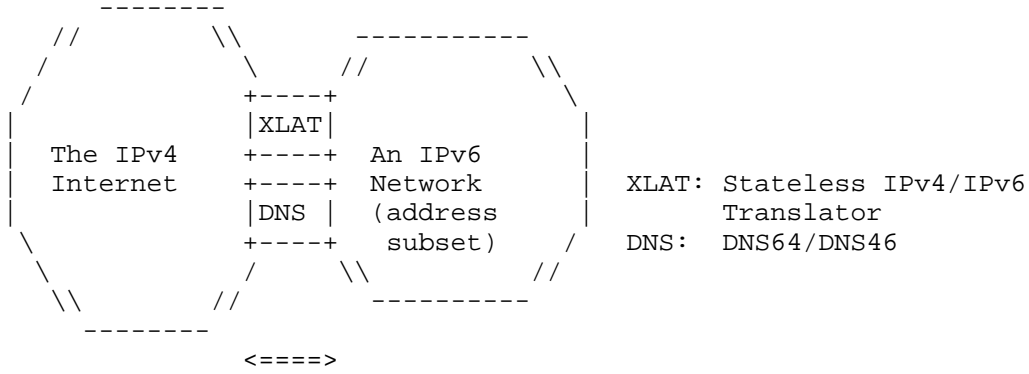 --------
     //        \\         -----------
    /            \      //           \\
   /             +----+                \
  |              |XLAT|                 |
  |  The IPv4    +----+  An IPv6        |
  |  Internet    +----+  Network        |  XLAT: Stateless IPv4/IPv6
  |              |DNS |  (address       |        Translator
   \             +----+   subset)      /   DNS:  DNS64/DNS46
    \            /     \\           //
     \\        //        ----------
        --------
                 <====>